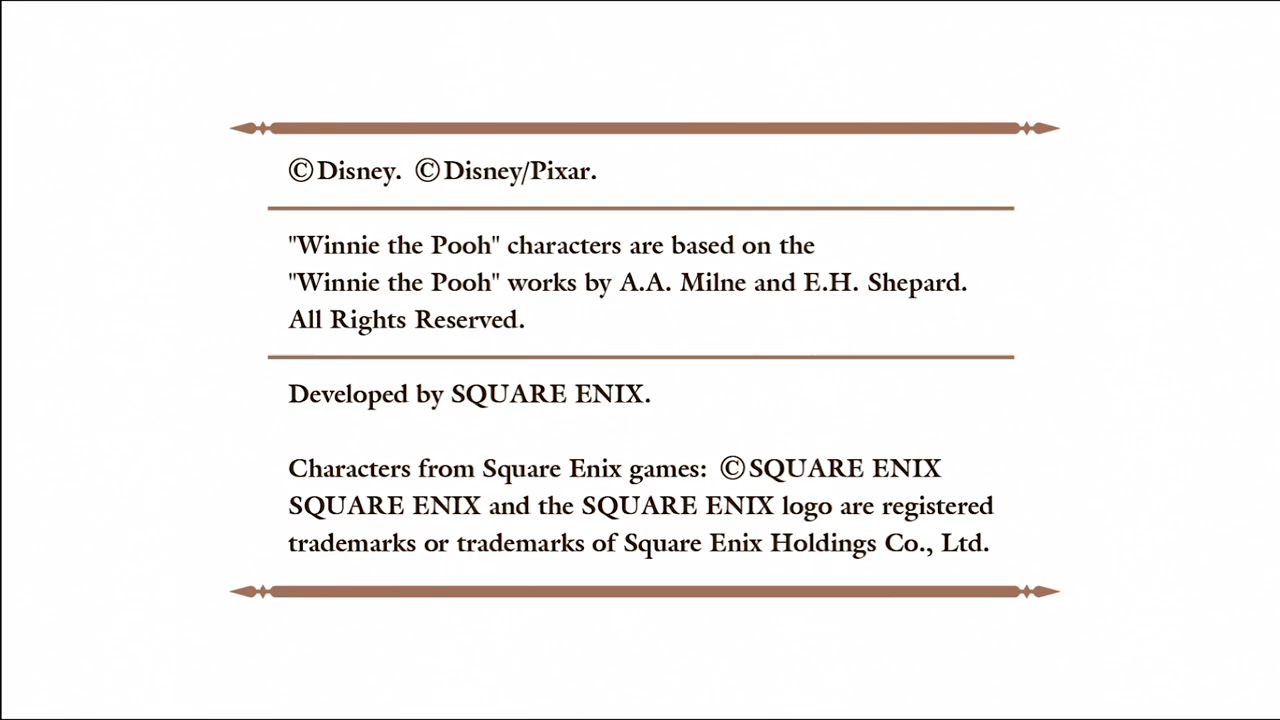 ©Disney. ©Disney/Pixar.
"Winnie the Pooh" characters are based on the
"Winnie the Pooh" works by A.A. Milne and E.H. Shepard.
All Rights Reserved.
Developed by SQUARE ENIX.
Characters from Square Enix games: ©SQUARE ENIX
SQUARE ENIX and the SQUARE ENIX logo are registered
trademarks or trademarks of Square Enix Holdings Co., Ltd.